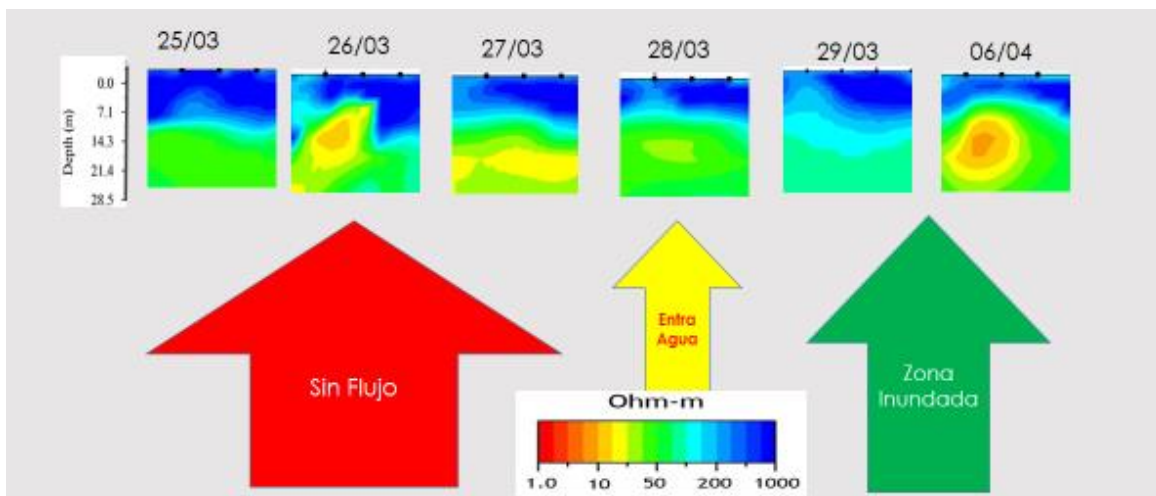 25/03
26/03
27/03
28/03
29/03
06/04
Depth (m)
0.0
7.1
14.3
21.4
28.5
Sin Flujo
Entra
Agua
Zona
Inundada
Ohm-m
1.0 10 50 200 1000